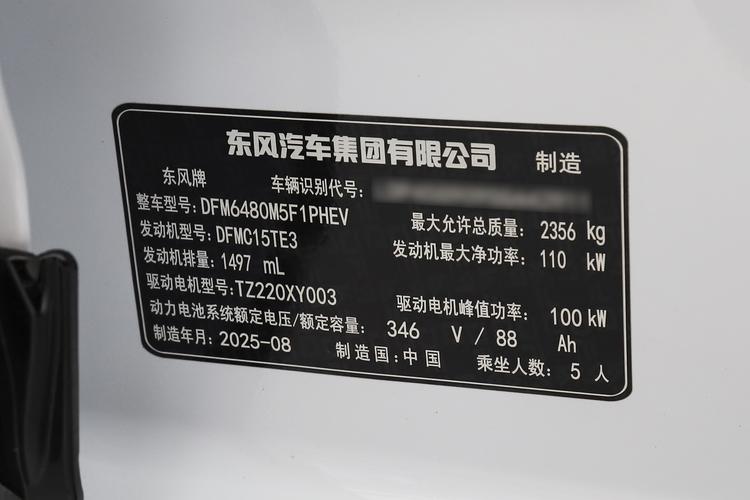 东风汽车集团有限公司 制造
东风牌 车辆识别代号:
整车型号: DFM6480M5F1PHEV 最大允许总质量: 2356 kg
发动机型号: DFMC15TE3 发动机最大净功率: 110 kW
发动机排量: 1497 mL
驱动电机型号: TZ220XY003 驱动电机峰值功率: 100 kW
动力电池系统额定电压/额定容量: 346 V / 88 Ah
制造年月: 2025-08 制造国: 中国 乘坐人数: 5 人